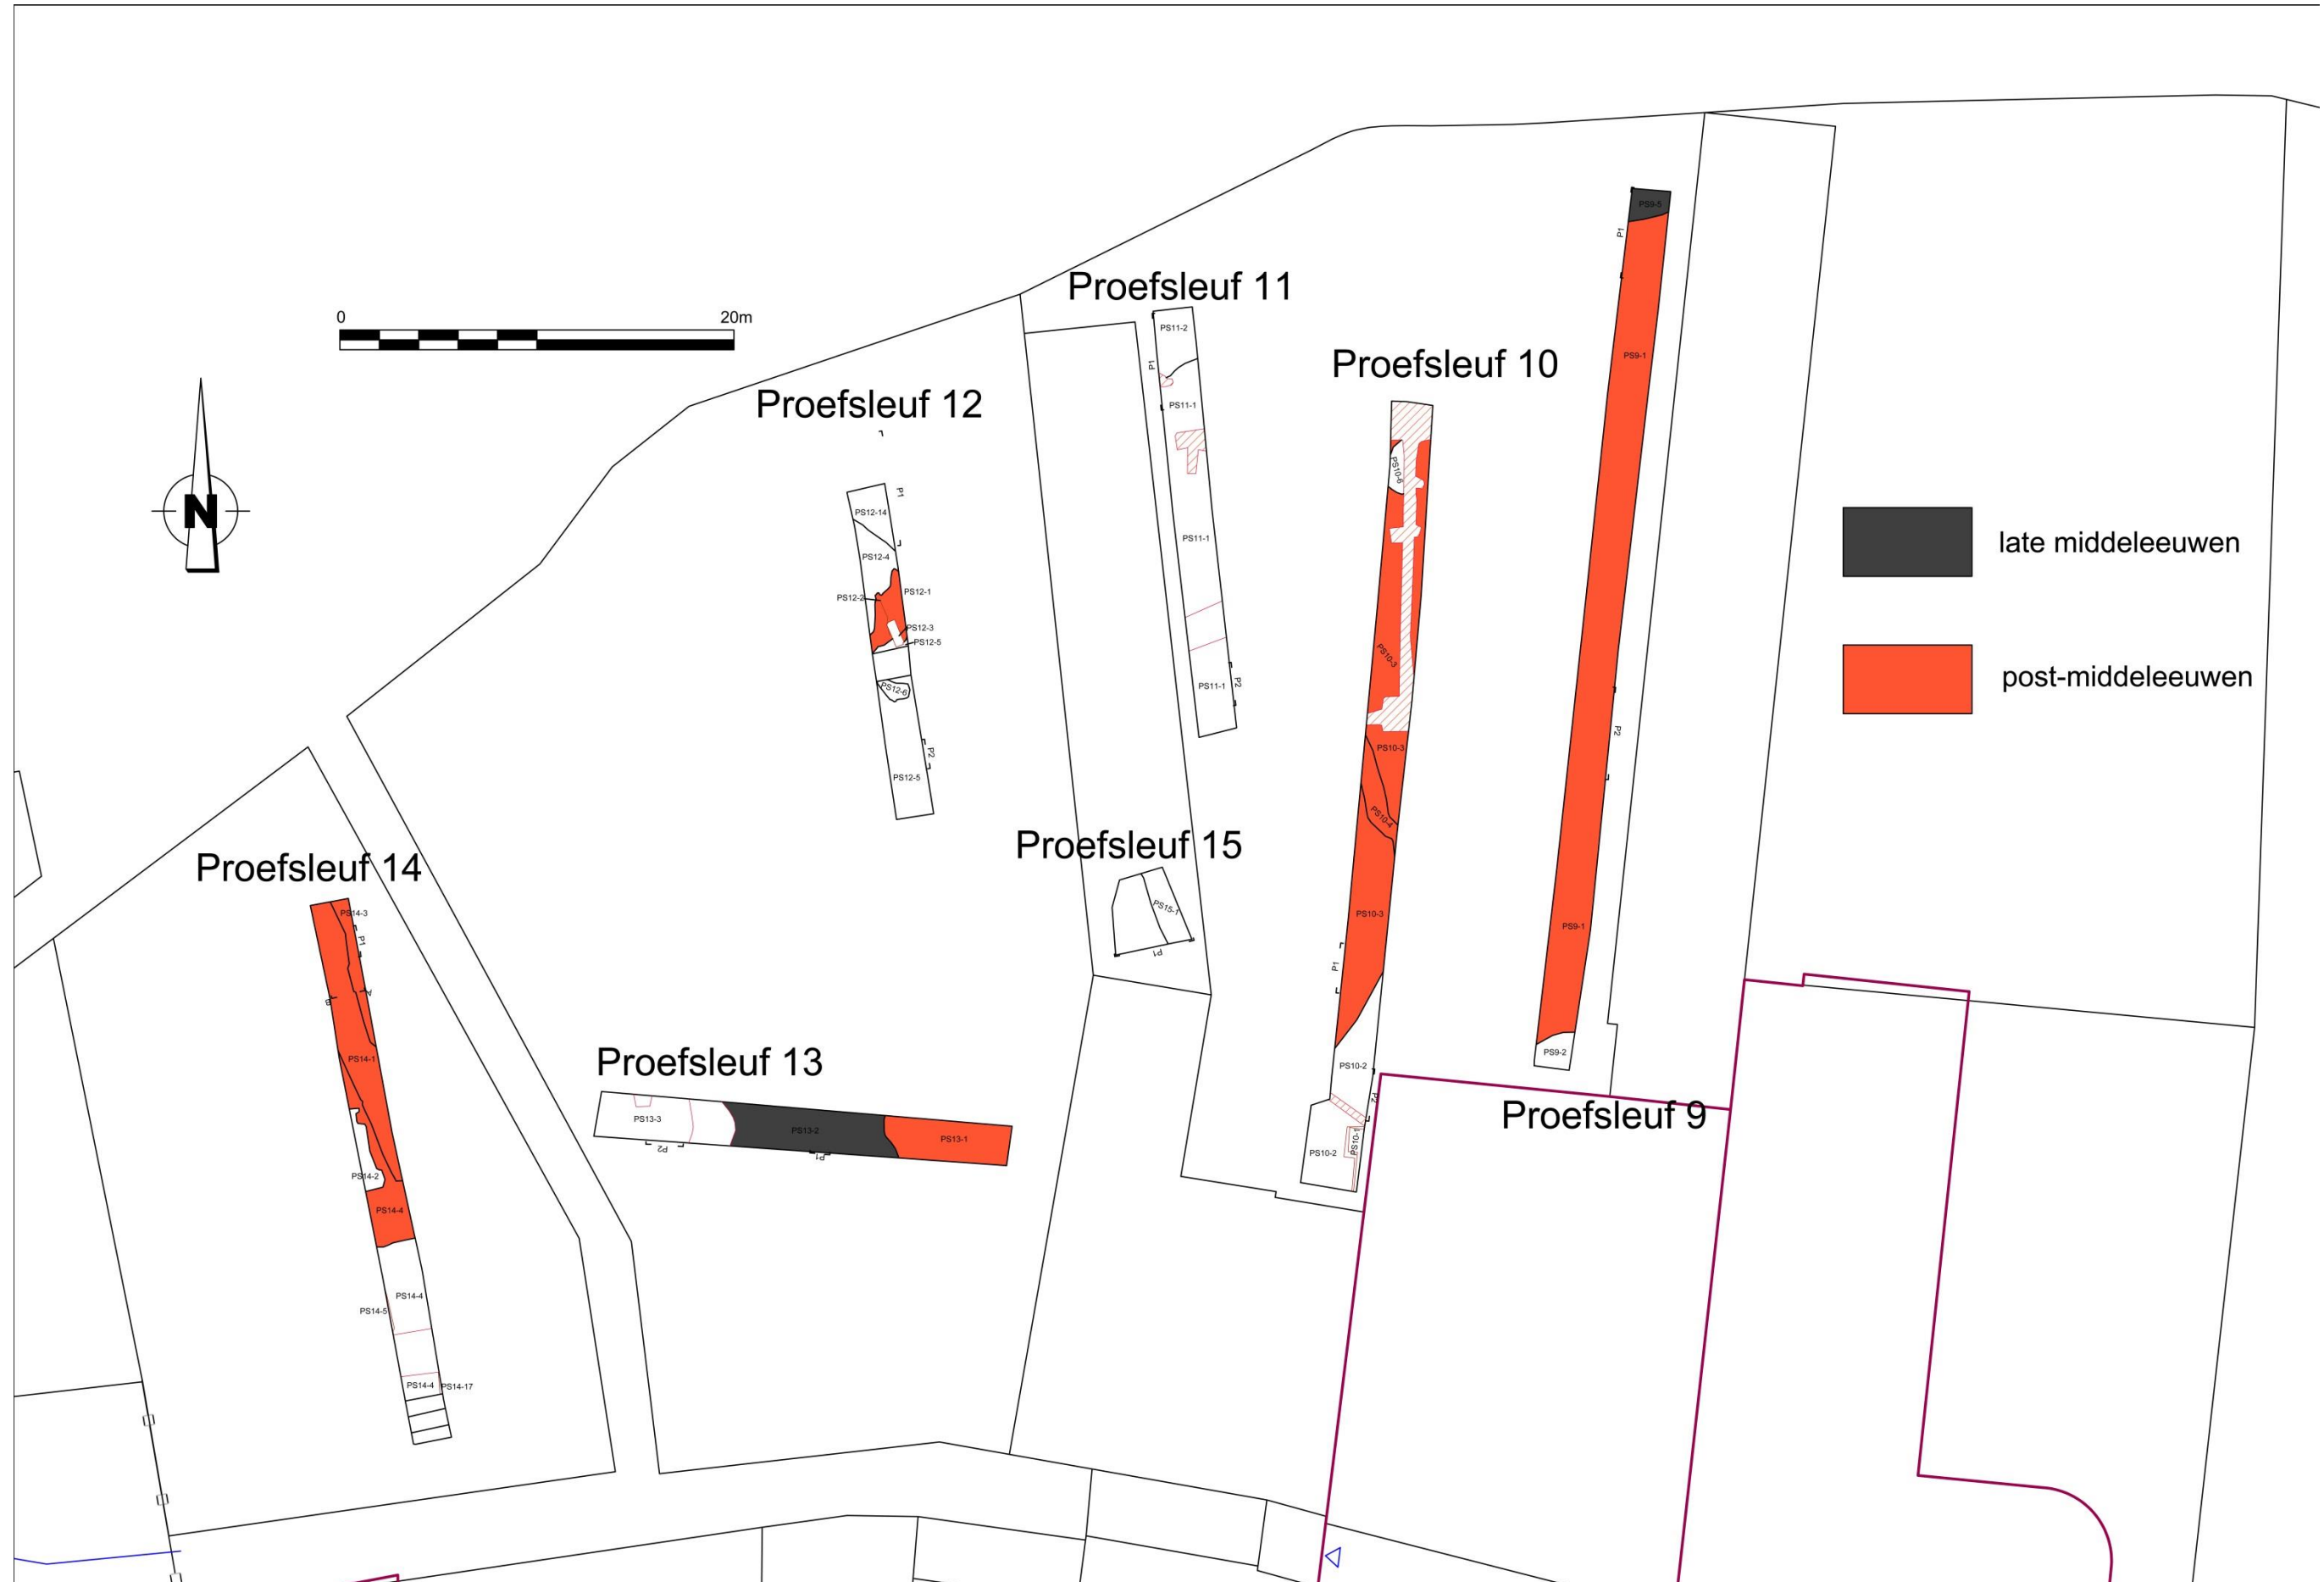 0 20m
N
Proefsleuf 11
PS11-2
P1
PS11-1
PS11-1
PS11-1
P2
Proefsleuf 10
PS10-6
PS10-3
PS10-3
PS10-4
PS10-3
P1
PS10-2
P2
PS10-1
PS10-2
PS9-5
P1
PS9-1
P2
PS9-1
PS9-2
Proefsleuf 9
late middeleeuwen
post-middeleeuwen
Proefsleuf 12
P1
PS12-14
PS12-4
PS12-1
PS12-2
PS12-3
PS12-5
PS12-6
P2
PS12-5
Proefsleuf 15
PS15-1
P1
Proefsleuf 14
PS14-3
P1
A
B
PS14-1
PS14-2
PS14-4
PS14-4
PS14-5
PS14-4
PS14-17
Proefsleuf 13
PS13-3
PS13-2
PS13-1
P2
P1